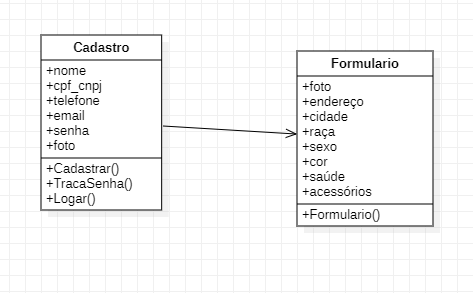 Cadastro
+nome
+cpf_cnpj
+telefone
+email
+senha
+foto
+Cadastrar()
+TracaSenha()
+Logar()
Formulario
+foto
+endereço
+cidade
+raça
+sexo
+cor
+saúde
+acessórios
+Formulario()